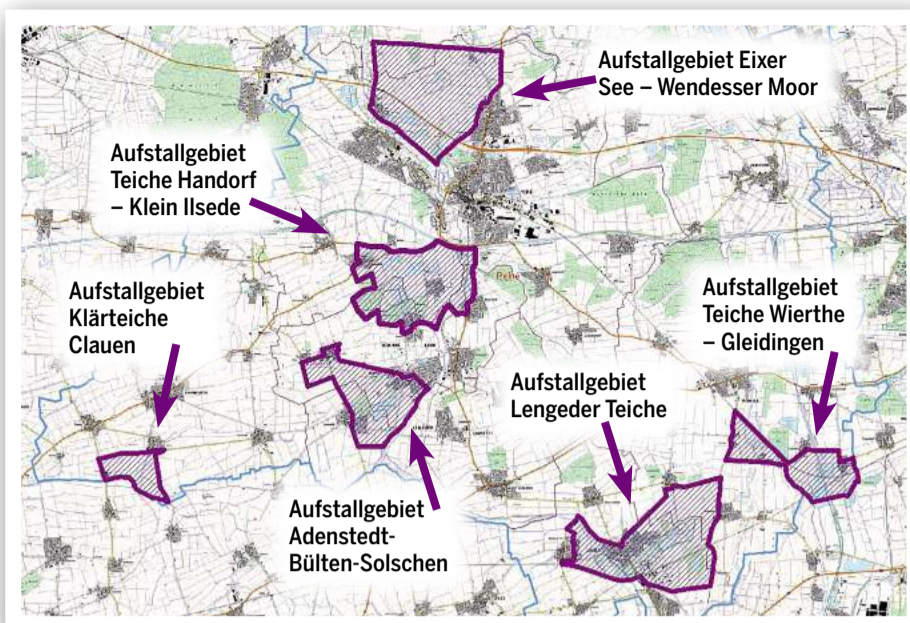 Aufstallgebiet Eixer
See – Wendesser Moor
Aufstallgebiet
Teiche Handorf
– Klein Ilsede
Aufstallgebiet
Klärteiche
Clauen
Aufstallgebiet
Teiche Wierthe
– Gleidingen
Aufstallgebiet
Lengeder Teiche
Aufstallgebiet
Adenstedt-
Bülten-Solschen
Peine